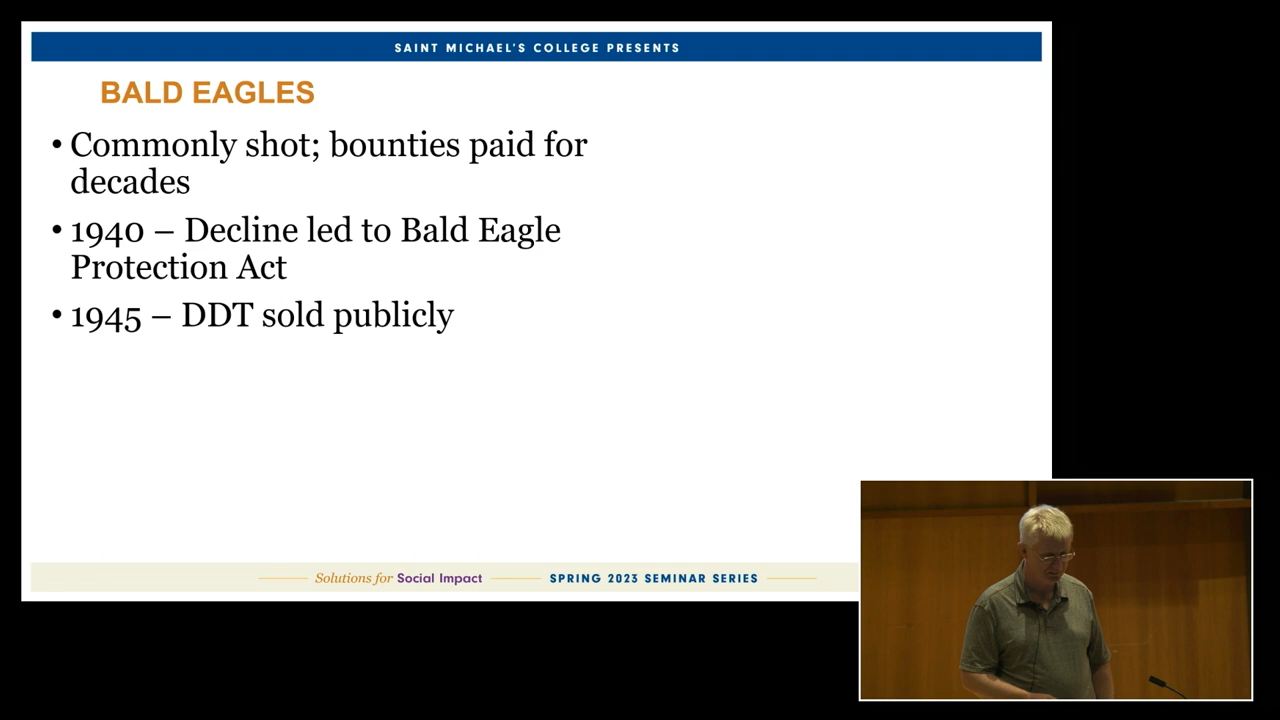 SAINT MICHAEL'S COLLEGE PRESENTS
BALD EAGLES
• Commonly shot; bounties paid for
decades
• 1940 – Decline led to Bald Eagle
Protection Act
• 1945 – DDT sold publicly
Solutions for Social Impact SPRING 2023 SEMINAR SERIES